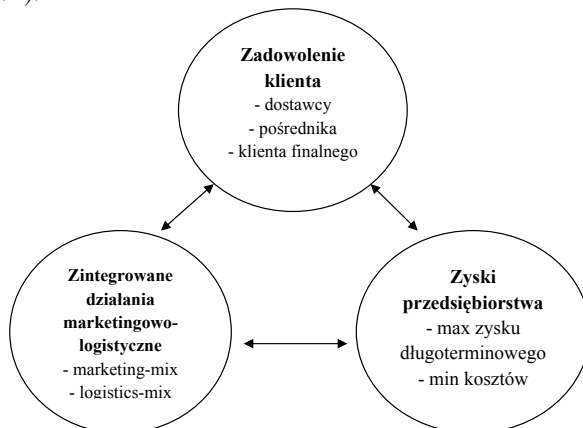 Zadowolenie
klienta
- dostawcy
- pośrednika
- klienta finalnego
Zintegrowane
działania
marketingowo-
logistyczne
- marketing-mix
- logistics-mix
Zyski
przedsiębiorstwa
- max zysku
długoterminowego
- min kosztów